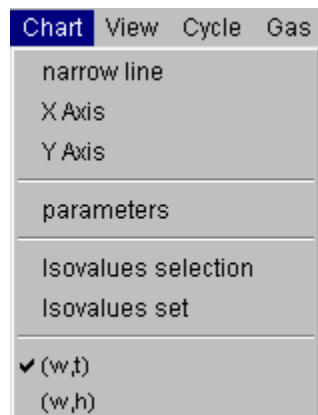 Chart View Cycle Gas
narrow line
X Axis
Y Axis
parameters
Isovalues selection
Isovalues set
✔ (w,t)
(w,h)